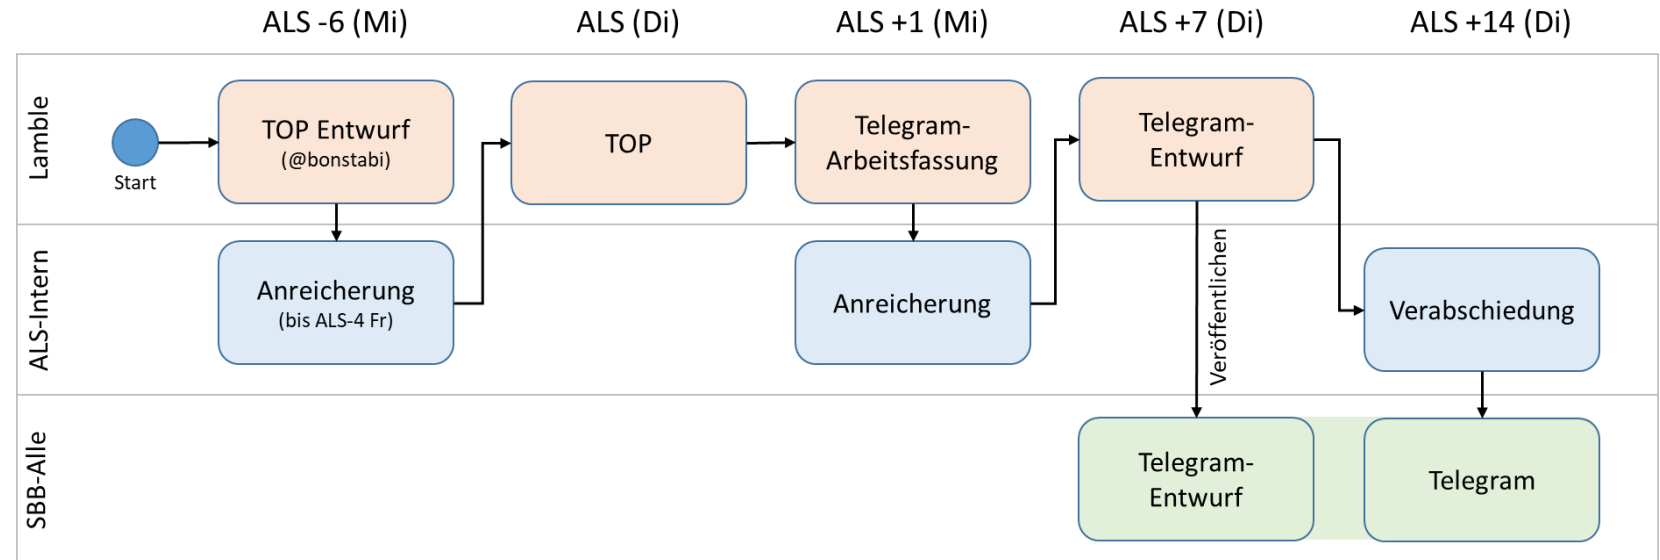 ALS -6 (Mi)
ALS (Di)
ALS +1 (Mi)
ALS +7 (Di)
ALS +14 (Di)
Lamble
Start
TOP Entwurf
(@bonstabi)
TOP
Telegram-
Arbeitsfassung
Telegram-
Entwurf
ALS-Intern
Anreicherung
(bis ALS-4 Fr)
Anreicherung
Veröffentlichen
Verabschiedung
SBB-Alle
Telegram-
Entwurf
Telegram